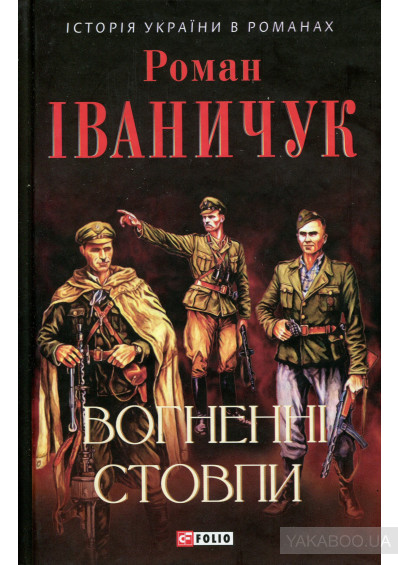 ІСТОРІЯ УКРАЇНИ В РОМАНАХ
Роман
ІВАНИЧУК
ВОГНЕННІ
СТОВПИ
FOLIO
YAKABOO.UA